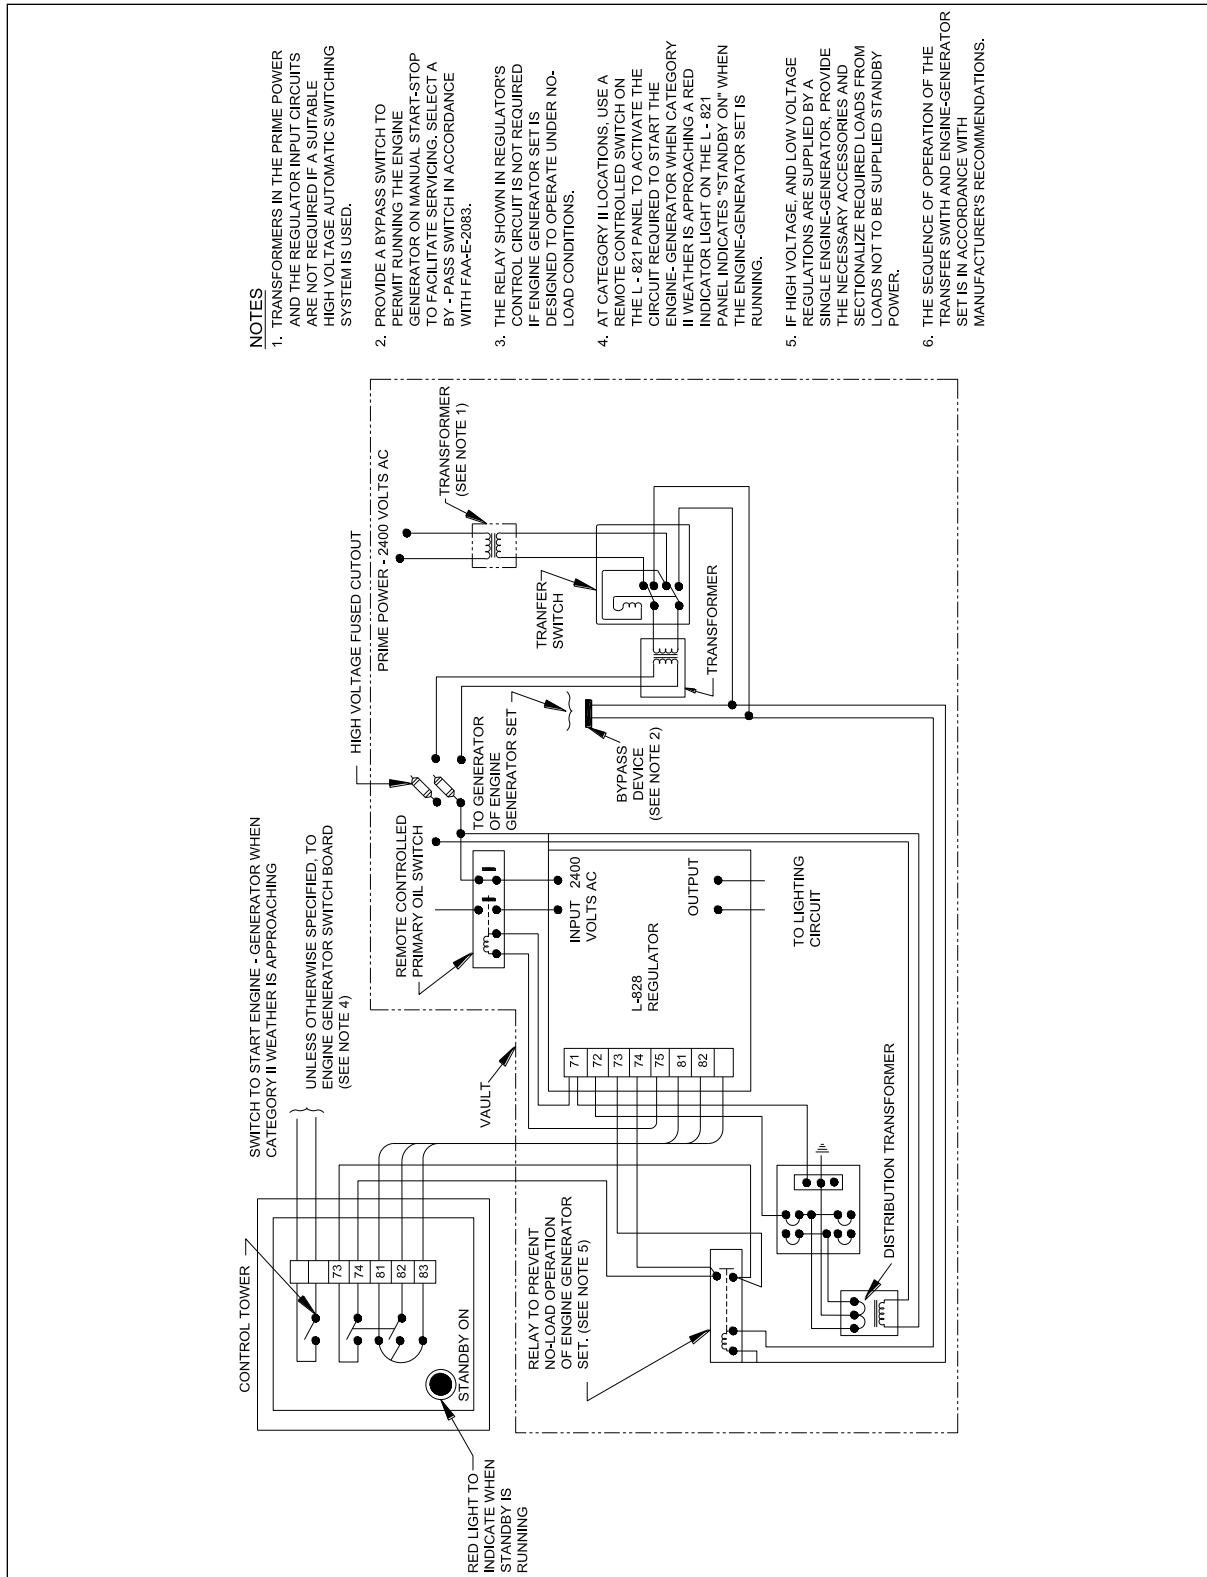 NOTES
1. TRANSFORMERS IN THE PRIME POWER
AND THE REGULATOR INPUT CIRCUITS
ARE NOT REQUIRED IF A SUITABLE
HIGH VOLTAGE AUTOMATIC SWITCHING
SYSTEM IS USED.
2. PROVIDE A BYPASS SWITCH TO
PERMIT RUNNING THE ENGINE
GENERATOR ON MANUAL START-STOP
TO FACILITATE SERVICING. SELECT A
BY - PASS SWITCH IN ACCORDANCE
WITH FAA-E-2083.
3. THE RELAY SHOWN IN REGULATOR'S
CONTROL CIRCUIT IS NOT REQUIRED
IF ENGINE GENERATOR SET IS
DESIGNED TO OPERATE UNDER NO-
LOAD CONDITIONS.
4. AT CATEGORY II LOCATIONS, USE A
REMOTE CONTROLLED SWITCH ON
THE L - 821 PANEL TO ACTIVATE THE
CIRCUIT REQUIRED TO START THE
ENGINE- GENERATOR WHEN CATEGORY
II WEATHER IS APPROACHING A RED
INDICATOR LIGHT ON THE L - 821
PANEL INDICATES "STANDBY ON" WHEN
THE ENGINE-GENERATOR SET IS
RUNNING.
5. IF HIGH VOLTAGE, AND LOW VOLTAGE
REGULATIONS ARE SUPPLIED BY A
SINGLE ENGINE-GENERATOR, PROVIDE
THE NECESSARY ACCESSORIES AND
SECTIONALIZE REQUIRED LOADS FROM
LOADS NOT TO BE SUPPLIED STANDBY
POWER.
6. THE SEQUENCE OF OPERATION OF THE
TRANSFER SWITH AND ENGINE-GENERATOR
SET IS IN ACCORDANCE WITH
MANUFACTURER'S RECOMMENDATIONS.
SWITCH TO START ENGINE - GENERATOR WHEN
CATEGORY II WEATHER IS APPROACHING
UNLESS OTHERWISE SPECIFIED, TO
ENGINE GENERATOR SWITCH BOARD
(SEE NOTE 4)
HIGH VOLTAGE FUSED CUTOUT
PRIME POWER - 2400 VOLTS AC
TRANSFORMER
(SEE NOTE 1)
CONTROL TOWER
73
74
81
82
83
STANDBY ON
RED LIGHT TO
INDICATE WHEN
STANDBY IS
RUNNING
VAULT
REMOTE CONTROLLED
PRIMARY OIL SWITCH
TO GENERATOR
OF ENGINE
GENERATOR SET
TRANFER
SWITCH
TRANSFORMER
BYPASS
DEVICE
(SEE NOTE 2)
INPUT 2400
VOLTS AC
OUTPUT
TO LIGHTING
CIRCUIT
L-828
REGULATOR
71
72
73
74
75
81
82
RELAY TO PREVENT
NO-LOAD OPERATION
OF ENGINE GENERATOR
SET. (SEE NOTE 5)
DISTRIBUTION TRANSFORMER